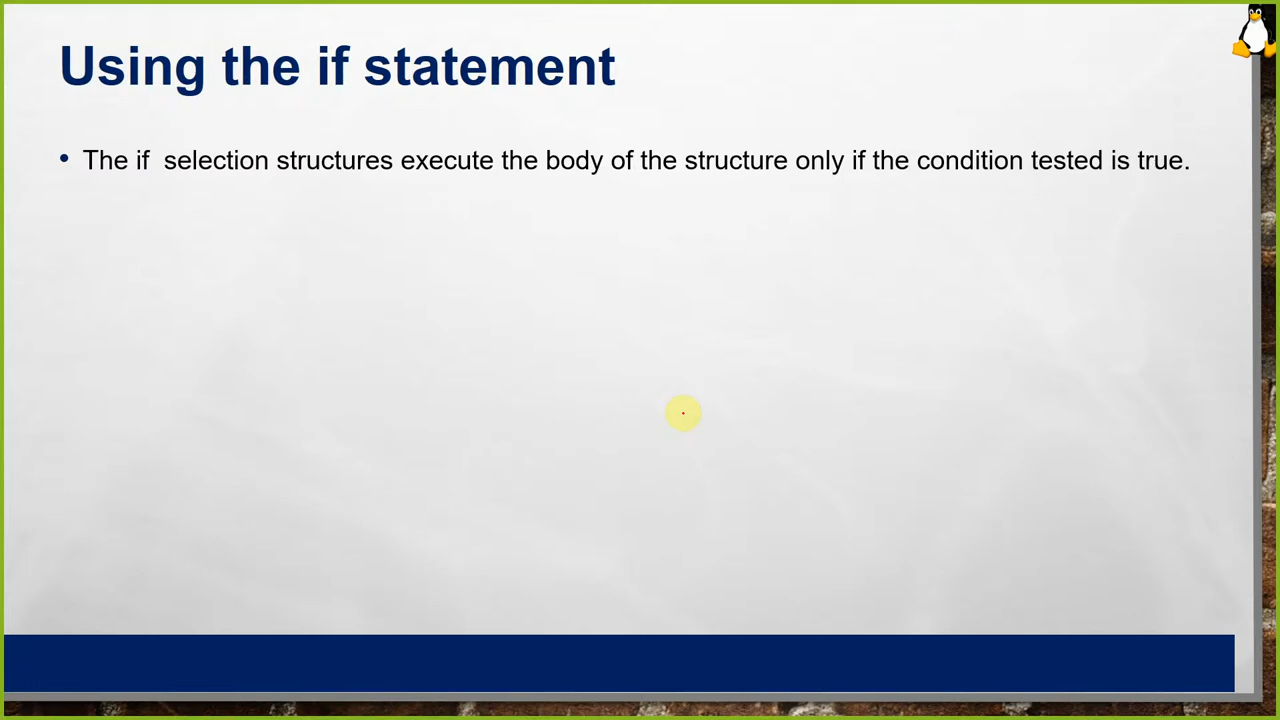 Using the if statement
• The if  selection structures execute the body of the structure only if the condition tested is true.